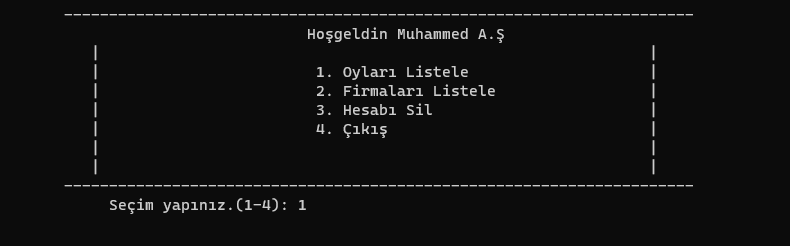 Hoşgeldin Muhammed A.Ş
1. Oyları Listele
2. Firmaları Listele
3. Hesabı Sil
4. Çıkış
Seçim yapınız.(1-4): 1